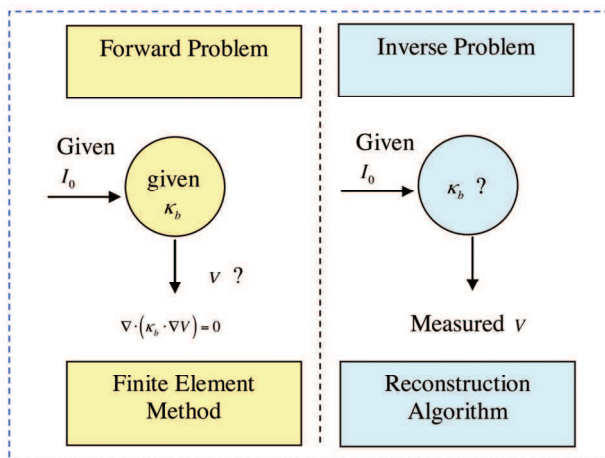 Forward Problem
Given
I₀
given
κ_b
V ?
∇·(κ_b · ∇V) = 0
Finite Element
Method
Inverse Problem
Given
I₀
κ_b ?
Measured V
Reconstruction
Algorithm